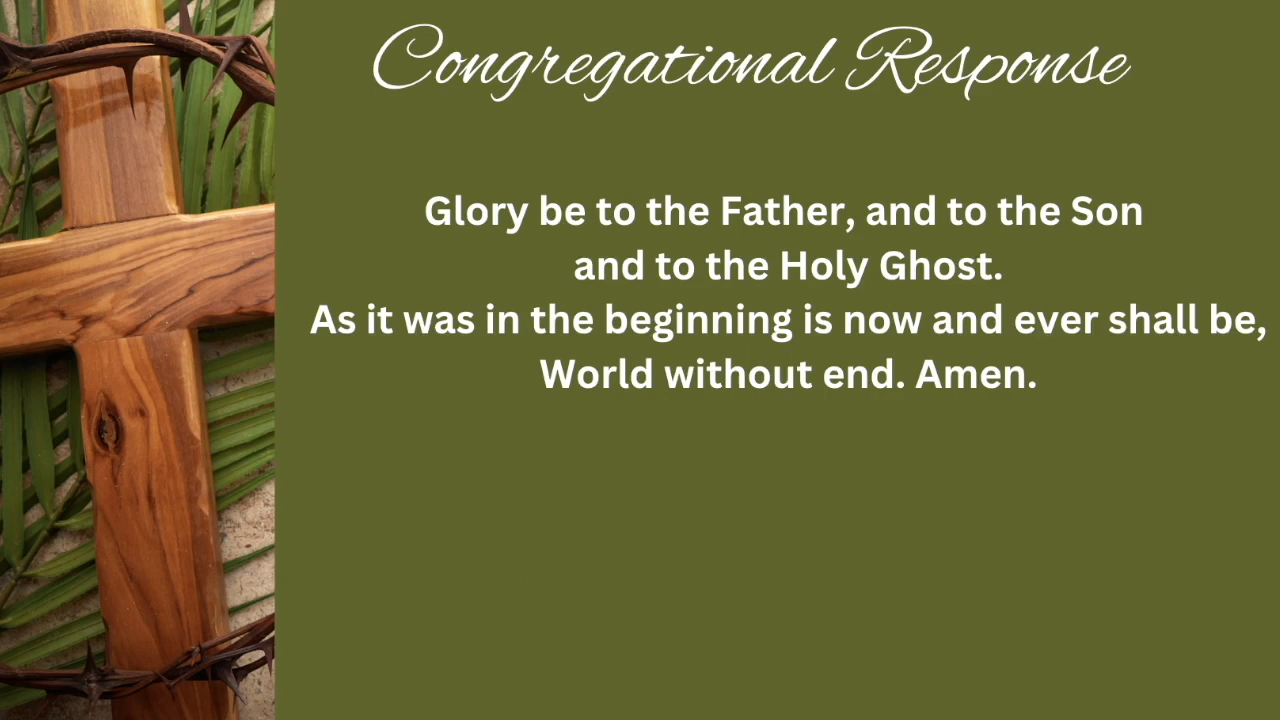 Congregational Response
Glory be to the Father, and to the Son
and to the Holy Ghost.
As it was in the beginning is now and ever shall be,
World without end. Amen.